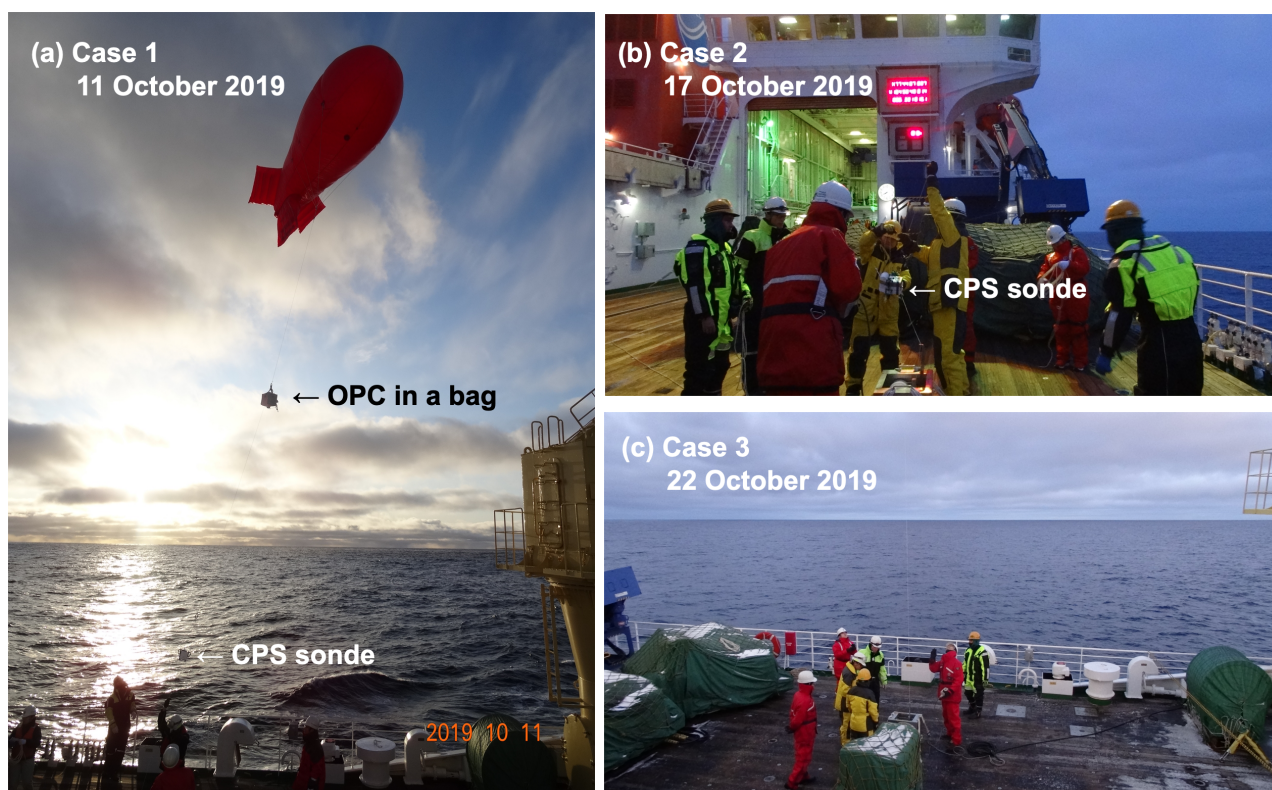 (a) Case 1
11 October 2019
← OPC in a bag
← CPS sonde
2019 10 11
(b) Case 2
17 October 2019
← CPS sonde
(c) Case 3
22 October 2019